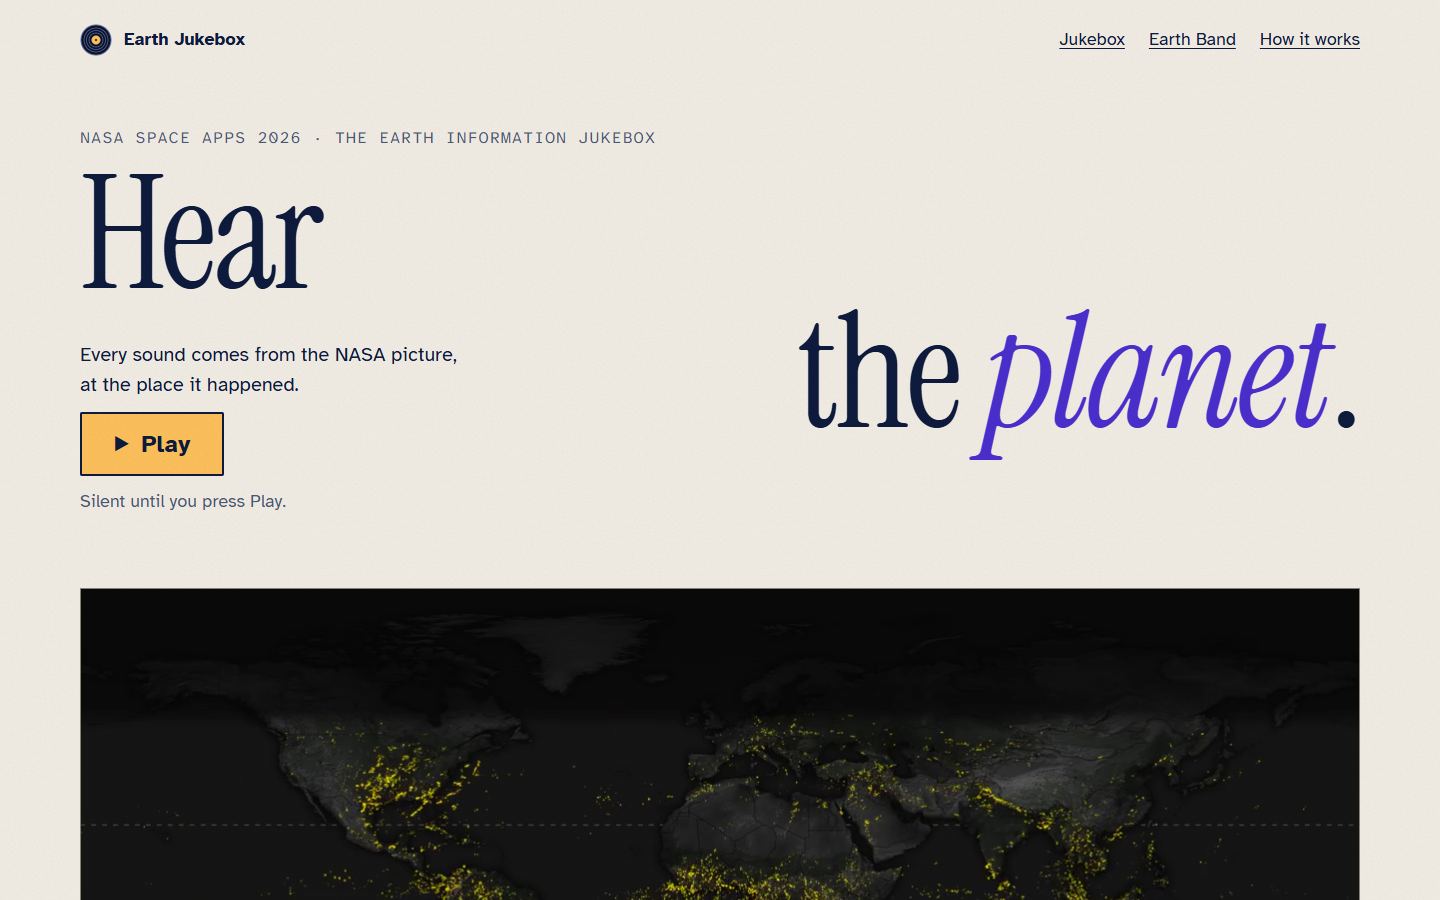 Earth Jukebox
Jukebox Earth Band How it works
NASA SPACE APPS 2026 · THE EARTH INFORMATION JUKEBOX
Hear
the planet.
Every sound comes from the NASA picture,
at the place it happened.
▶ Play
Silent until you press Play.